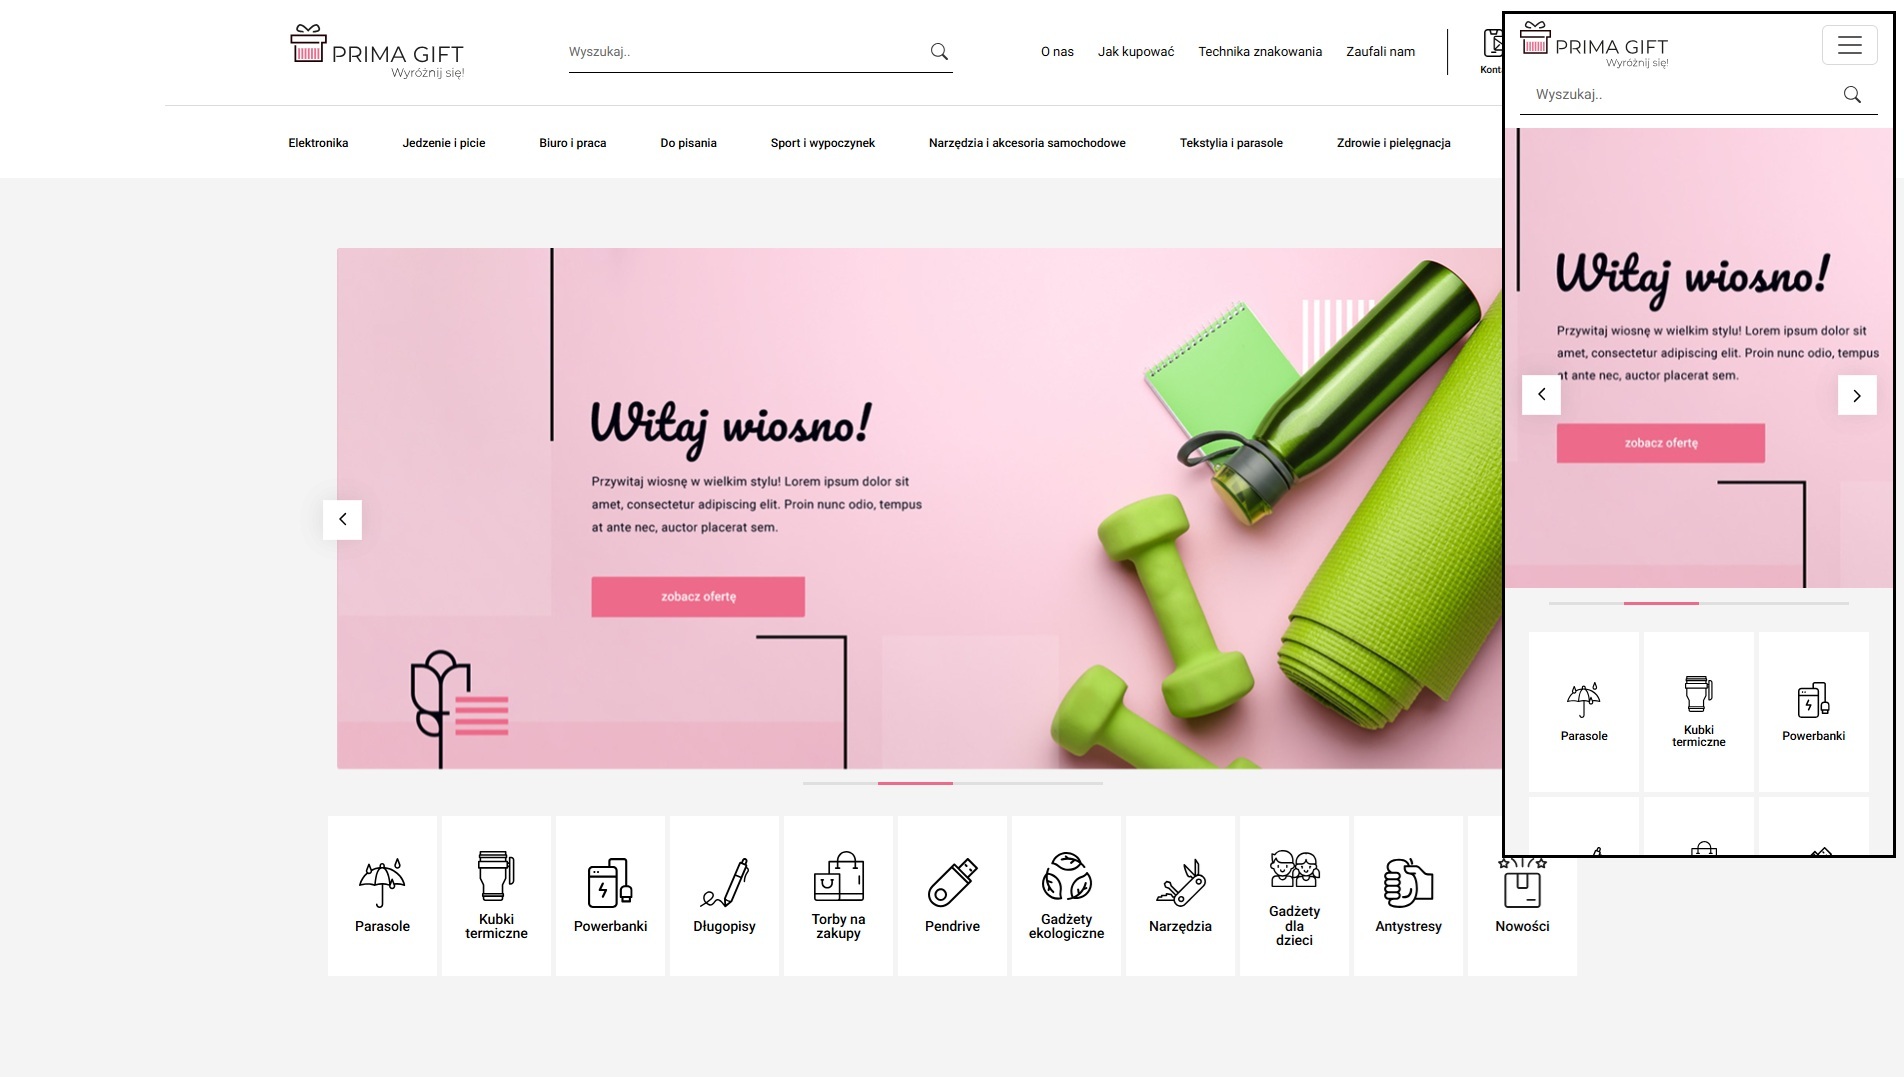 PRIMA GIFT
Wyróżnij się!
Wyszukaj..
O nas
Jak kupować
Technika znakowania
Zaufali nam
Elektronika
Jedzenie i picie
Biuro i praca
Do pisania
Sport i wypoczynek
Narzędzia i akcesoria samochodowe
Tekstylia i parasole
Zdrowie i pielęgnacja
Witaj wiosno!
Przywitaj wiosnę w wielkim stylu! Lorem ipsum dolor sit
amet, consectetur adipiscing elit. Proin nunc odio, tempus
at ante nec, auctor placerat sem.
zobacz ofertę
Parasole
Kubki
termiczne
Powerbanki
Długopisy
Torby na
zakupy
Pendrive
Gadżety
ekologiczne
Narzędzia
Gadżety
dla
dzieci
Antystresy
Nowości
PRIMA GIFT
Wyróżnij się!
Wyszukaj..
Witaj wiosno!
Przywitaj wiosnę w wielkim stylu! Lorem ipsum dolor sit
amet, consectetur adipiscing elit. Proin nunc odio, tempus
at ante nec, auctor placerat sem.
zobacz ofertę
Parasole
Kubki
termiczne
Powerbanki